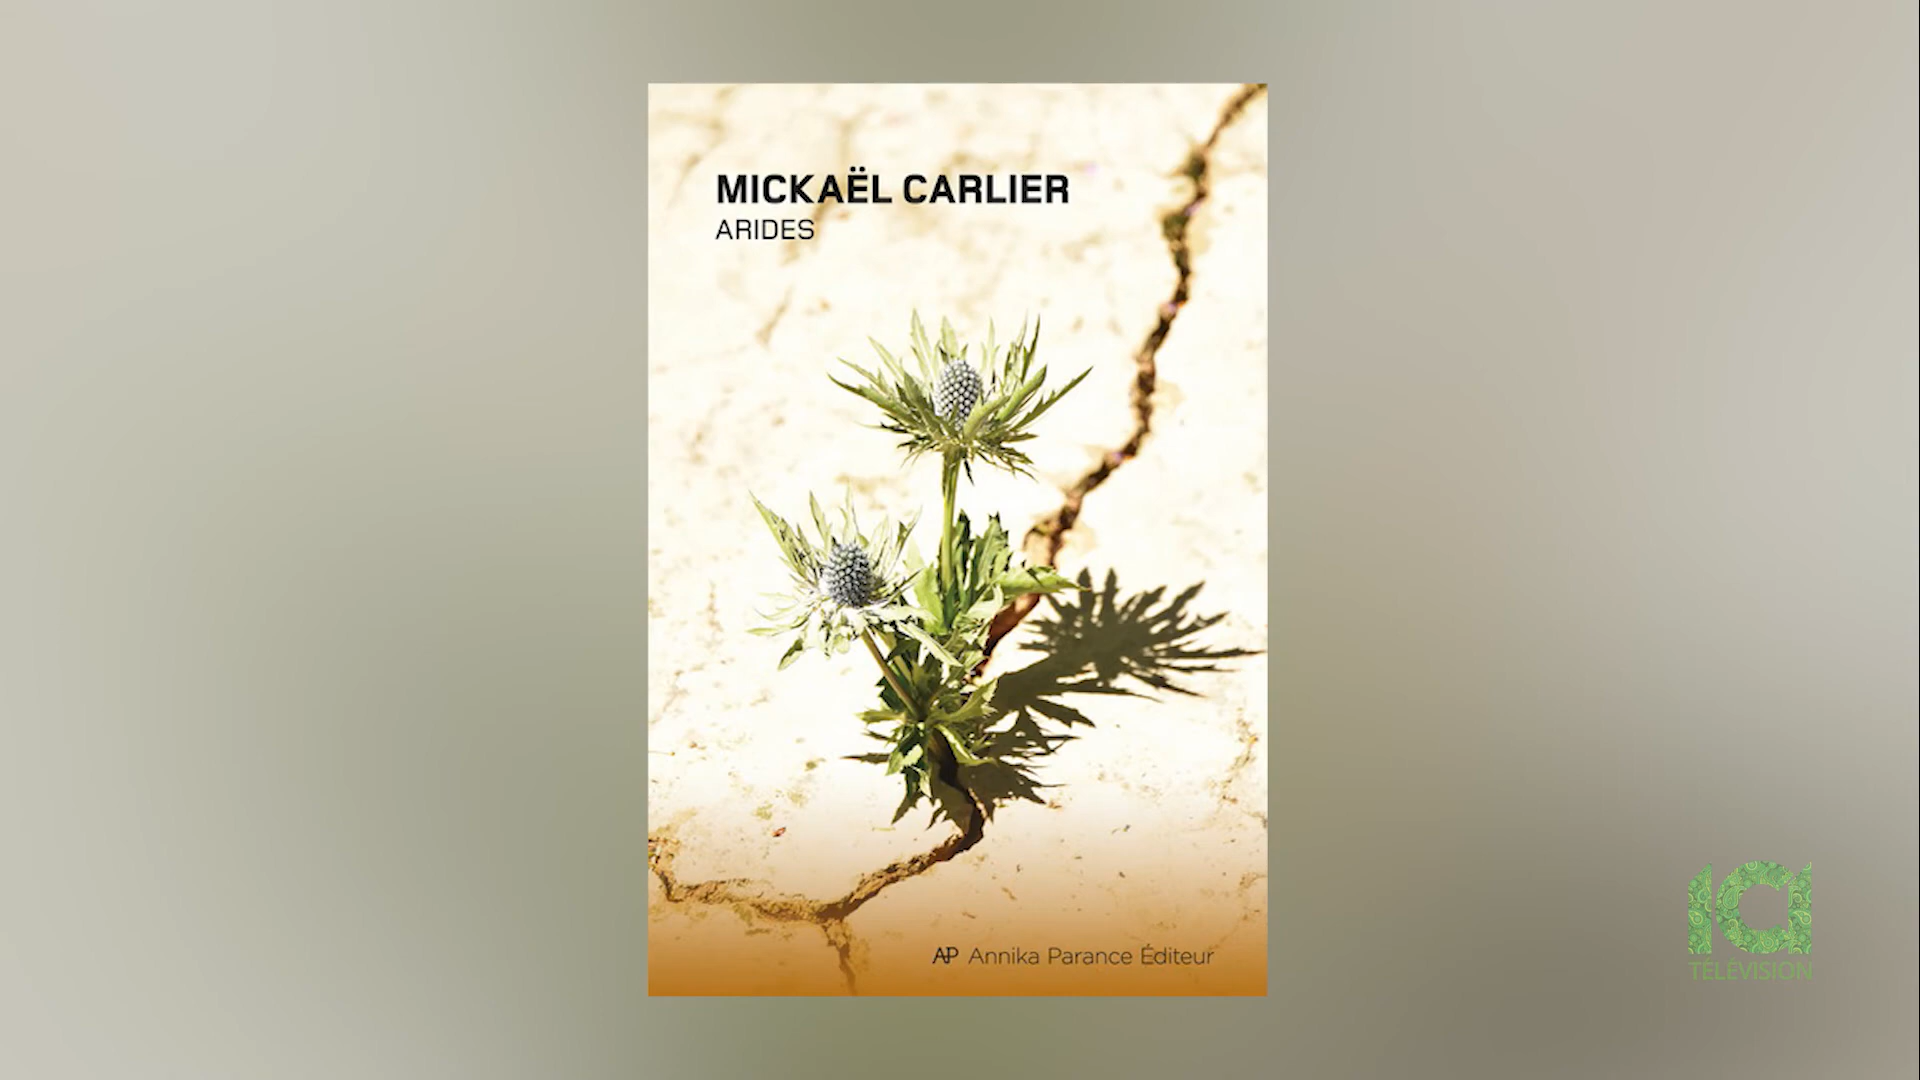 MICKAËL CARLIER
ARIDES
AP Annika Parance Éditeur
ICI
TÉLÉVISION